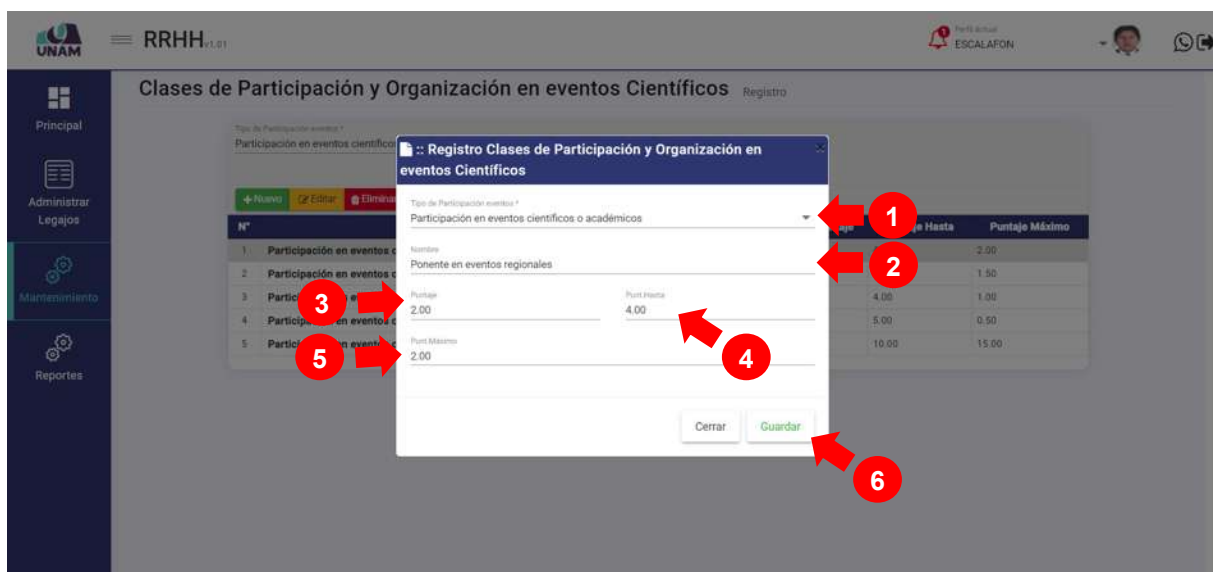 UNAM
RRHH v1.01
Perfil Actual
ESCALAFON
Principal
Administrar
Legajos
Mantenimiento
Reportes
Clases de Participación y Organización en eventos Científicos Registro
Tipo de Participación eventos *
Participación en eventos científico
+Nuevo Editar Elimina
N° Hasta Puntaje Máximo
1 Participación en eventos c 2.00
2 Participación en eventos c 1.50
3 Partic 4.00 1.00
4 Particip en eventos c 5.00 0.50
5 Partici n eventos c 10.00 15.00
:: Registro Clases de Participación y Organización en
eventos Científicos
×
Tipo de Participación eventos *
Participación en eventos científicos o académicos
1
Nombre
Ponente en eventos regionales
2
3
Puntaje
2.00
Punt.Hasta
4.00
4
5
Punt.Máximo
2.00
Cerrar
Guardar
6